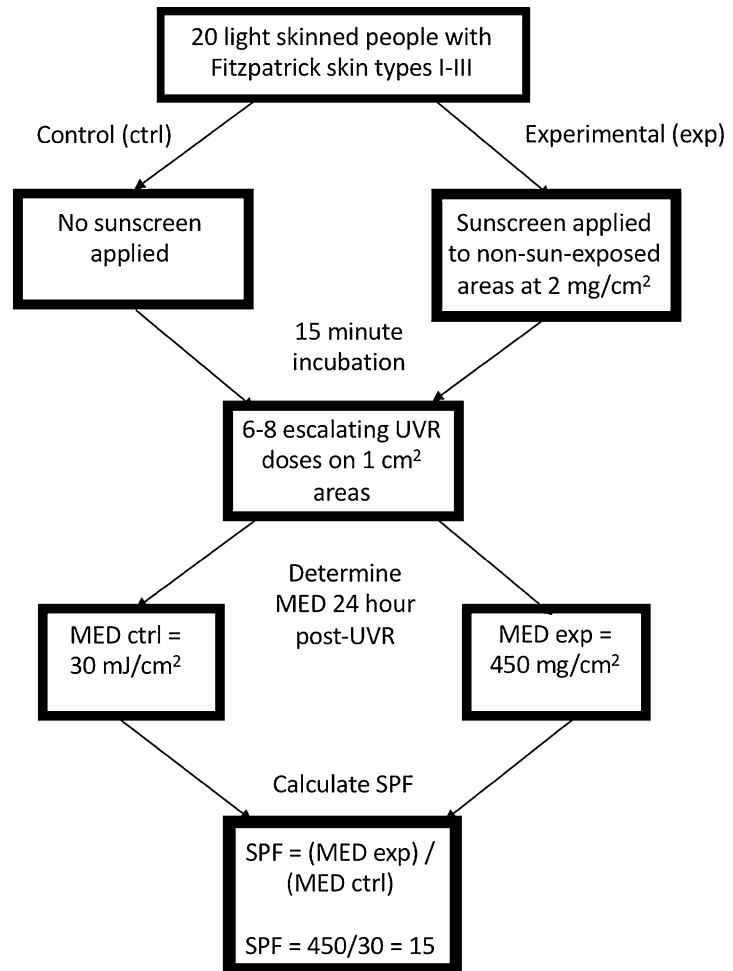 20 light skinned people with
Fitzpatrick skin types I-III
Control (ctrl)
Experimental (exp)
No sunscreen
applied
Sunscreen applied
to non-sun-exposed
areas at 2 mg/cm²
15 minute
incubation
6-8 escalating UVR
doses on 1 cm²
areas
Determine
MED 24 hour
post-UVR
MED ctrl =
30 mJ/cm²
MED exp =
450 mg/cm²
Calculate SPF
SPF = (MED exp) /
(MED ctrl)
SPF = 450/30 = 15